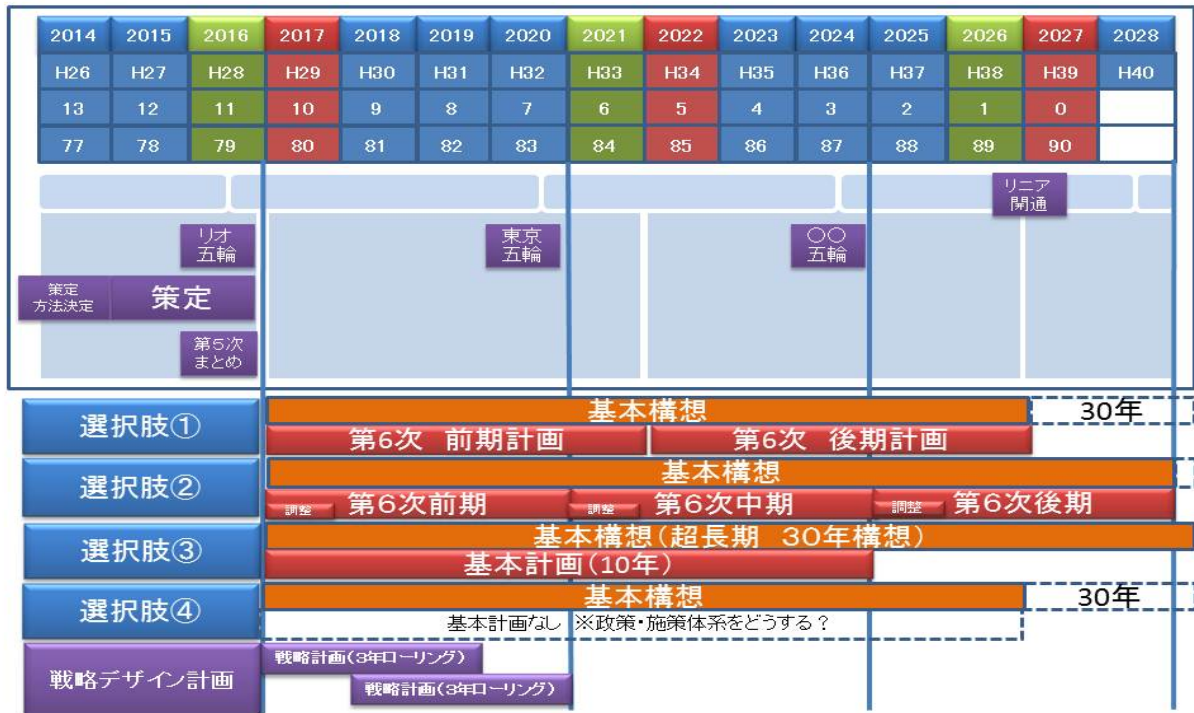 2014 2015 2016 2017 2018 2019 2020 2021 2022 2023 2024 2025 2026 2027 2028
H26 H27 H28 H29 H30 H31 H32 H33 H34 H35 H36 H37 H38 H39 H40
13 12 11 10 9 8 7 6 5 4 3 2 1 0
77 78 79 80 81 82 83 84 85 86 87 88 89 90
リニア
開通
リオ
五輪
東京
五輪
〇〇
五輪
策定
方法決定
策定
第5次
まとめ
選択肢①
基本構想
30年
第6次 前期計画
第6次 後期計画
選択肢②
基本構想
調整 第6次前期
調整 第6次中期
調整 第6次後期
選択肢③
基本構想(超長期 30年構想)
基本計画(10年)
選択肢④
基本構想
30年
基本計画なし ※政策・施策体系をどうする?
戦略デザイン計画
戦略計画(3年ローリング)
戦略計画(3年ローリング)